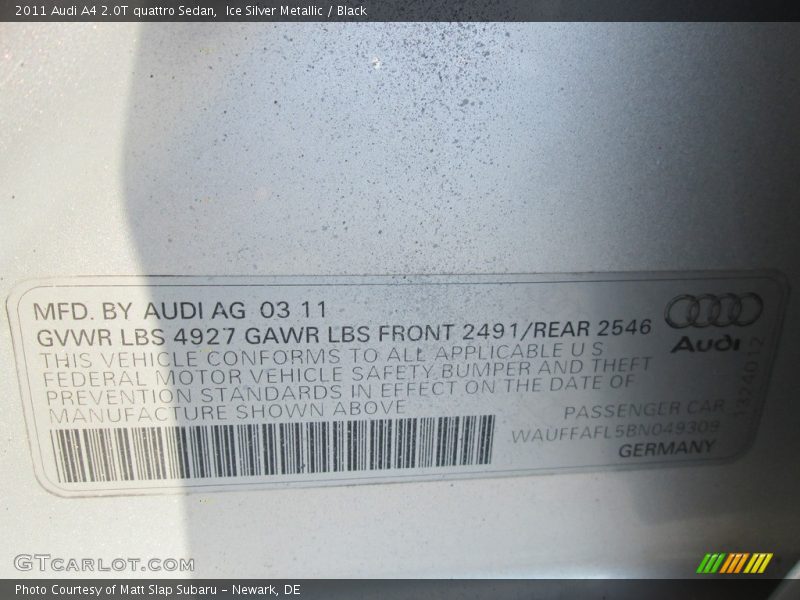 2011 Audi A4 2.0T quattro Sedan,  Ice Silver Metallic / Black
MFD. BY AUDI AG 03 11
GVWR LBS 4927 GAWR LBS FRONT 2491/REAR 2546
THIS VEHICLE CONFORMS TO ALL APPLICABLE U S
FEDERAL MOTOR VEHICLE SAFETY BUMPER AND THEFT
PREVENTION STANDARDS IN EFFECT ON THE DATE OF
MANUFACTURE SHOWN ABOVE
Audi
PASSENGER CAR
WAUFFAFL5BN049309
GERMANY
GTCARLOT.COM
Photo Courtesy of Matt Slap Subaru - Newark, DE